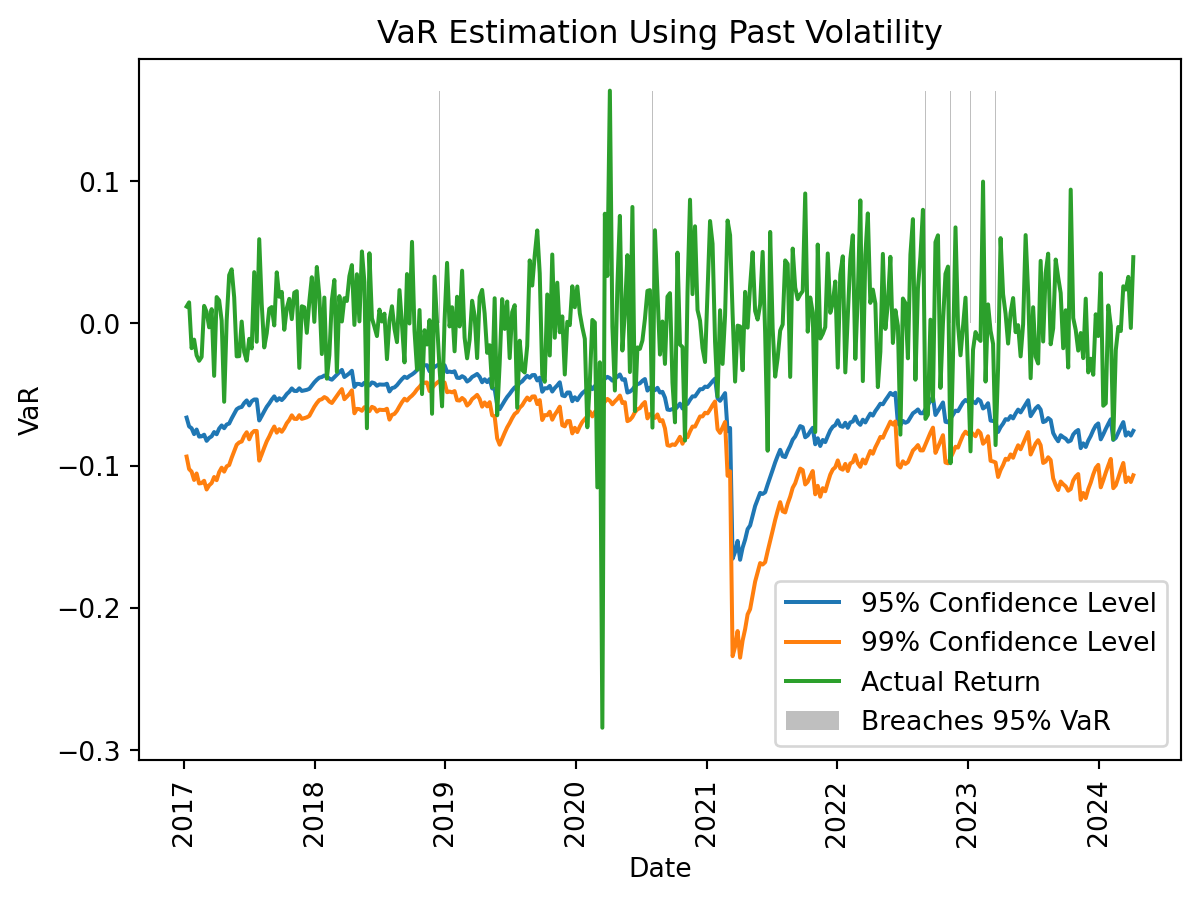 VaR Estimation Using Past Volatility
VaR
0.1
0.0
−0.1
−0.2
−0.3
95% Confidence Level
99% Confidence Level
Actual Return
Breaches 95% VaR
2017
2018
2019
2020
2021
2022
2023
2024
Date